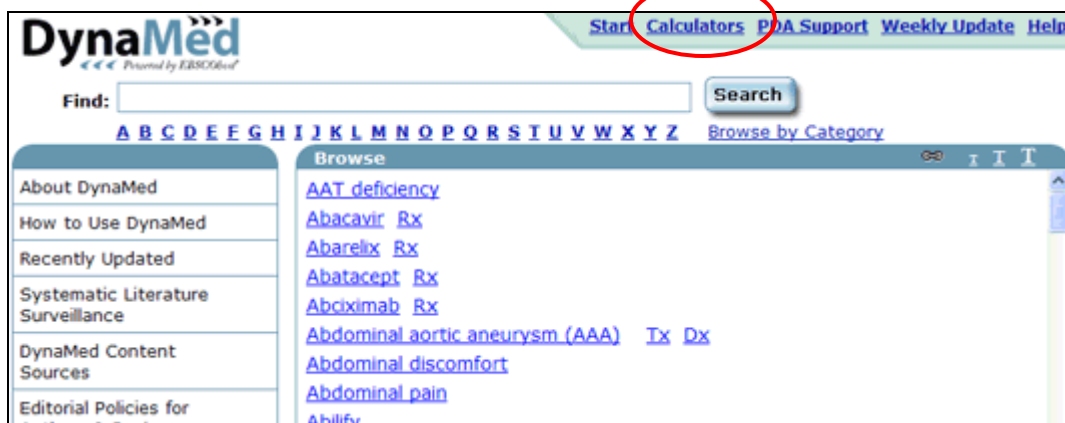 DynaMed
Powered by EBSCOhost®
Start Calculators PDA Support Weekly Update Help
Find:
Search
A B C D E F G H I J K L M N O P Q R S T U V W X Y Z Browse by Category
Browse
T T T
About DynaMed
How to Use DynaMed
Recently Updated
Systematic Literature
Surveillance
DynaMed Content
Sources
Editorial Policies for
AAT deficiency
Abacavir Rx
Abarelix Rx
Abatacept Rx
Abciximab Rx
Abdominal aortic aneurysm (AAA) Tx Dx
Abdominal discomfort
Abdominal pain
Abilify